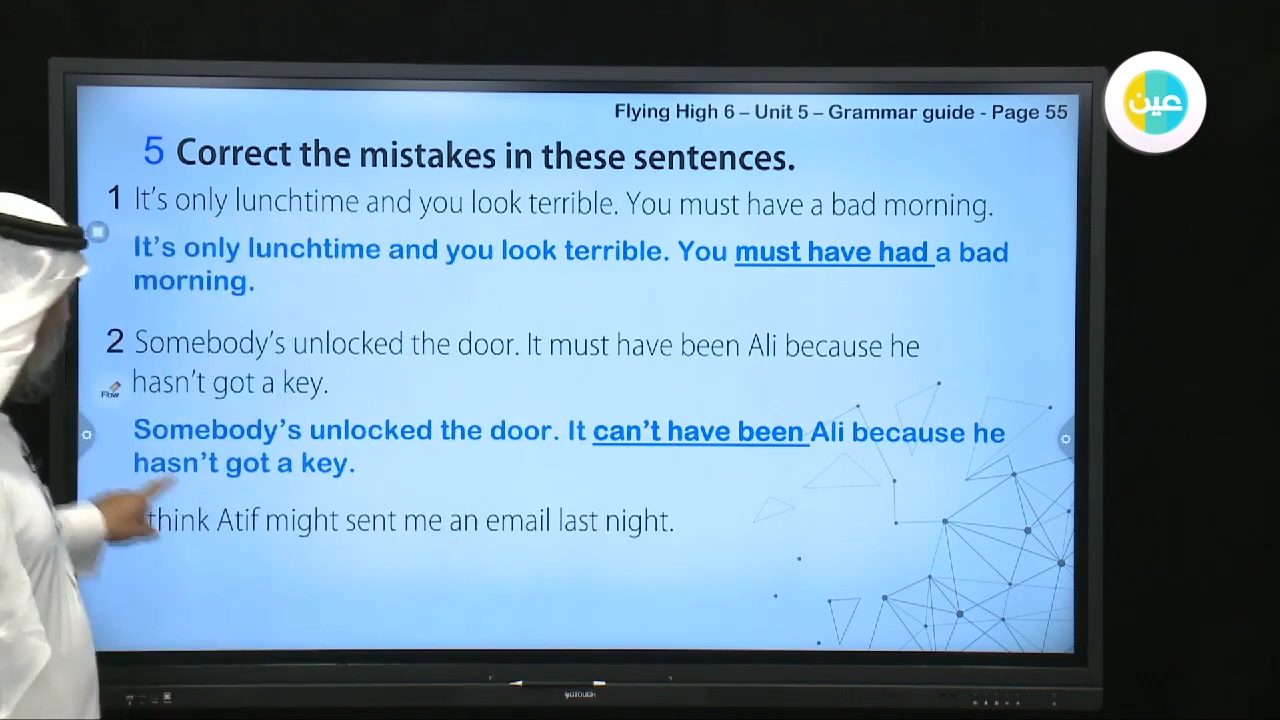 Flying High 6 – Unit 5 – Grammar guide - Page 55
عين
5 Correct the mistakes in these sentences.
1 It's only lunchtime and you look terrible. You must have a bad morning.
It's only lunchtime and you look terrible. You must have had a bad
morning.
2 Somebody's unlocked the door. It must have been Ali because he
hasn't got a key.
Flow
Somebody's unlocked the door. It can't have been Ali because he
hasn't got a key.
think Atif might sent me an email last night.
YOTOUCH